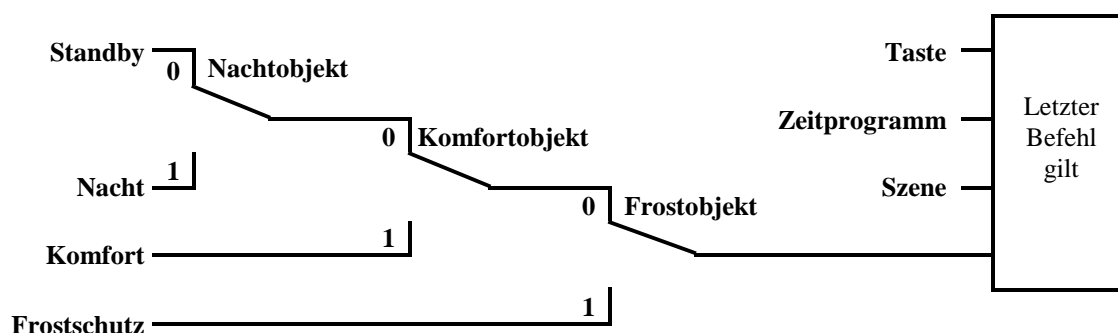 Standby
0
Nachtobjekt
Taste
Letzter
Befehl
gilt
Zeitprogramm
0
Komfortobjekt
1
Nacht
Szene
0
Frostobjekt
1
Komfort
1
Frostschutz